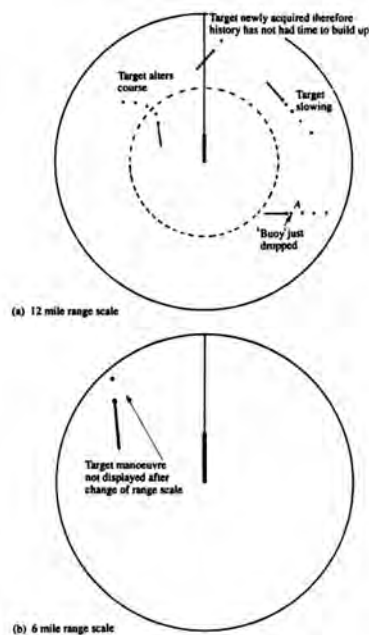 Target newly acquired therefore
history has not had time to build up
Target alters
course
Target
slowing
A
'Buoy' just
dropped
(a) 12 mile range scale
Target manoeuvre
not displayed after
change of range scale
(b) 6 mile range scale